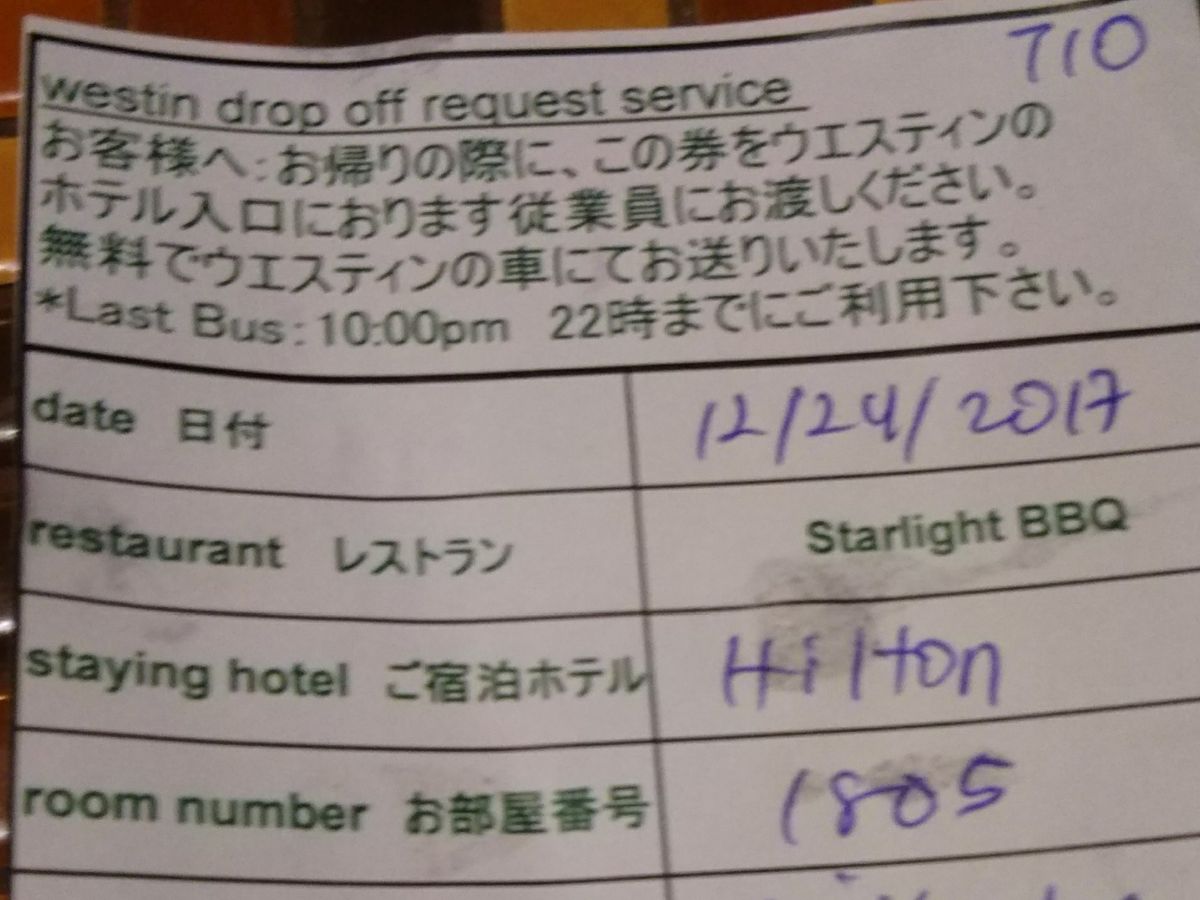 710
westin drop off request service
お客様へ:お帰りの際に、この券をウエスティンの
ホテル入口におります従業員にお渡しください。
無料でウエスティンの車にてお送りいたします。
*Last Bus: 10:00pm 22時までにご利用下さい。
date 日付 12/24/2017
restaurant レストラン Starlight BBQ
staying hotel ご宿泊ホテル Hilton
room number お部屋番号 1805